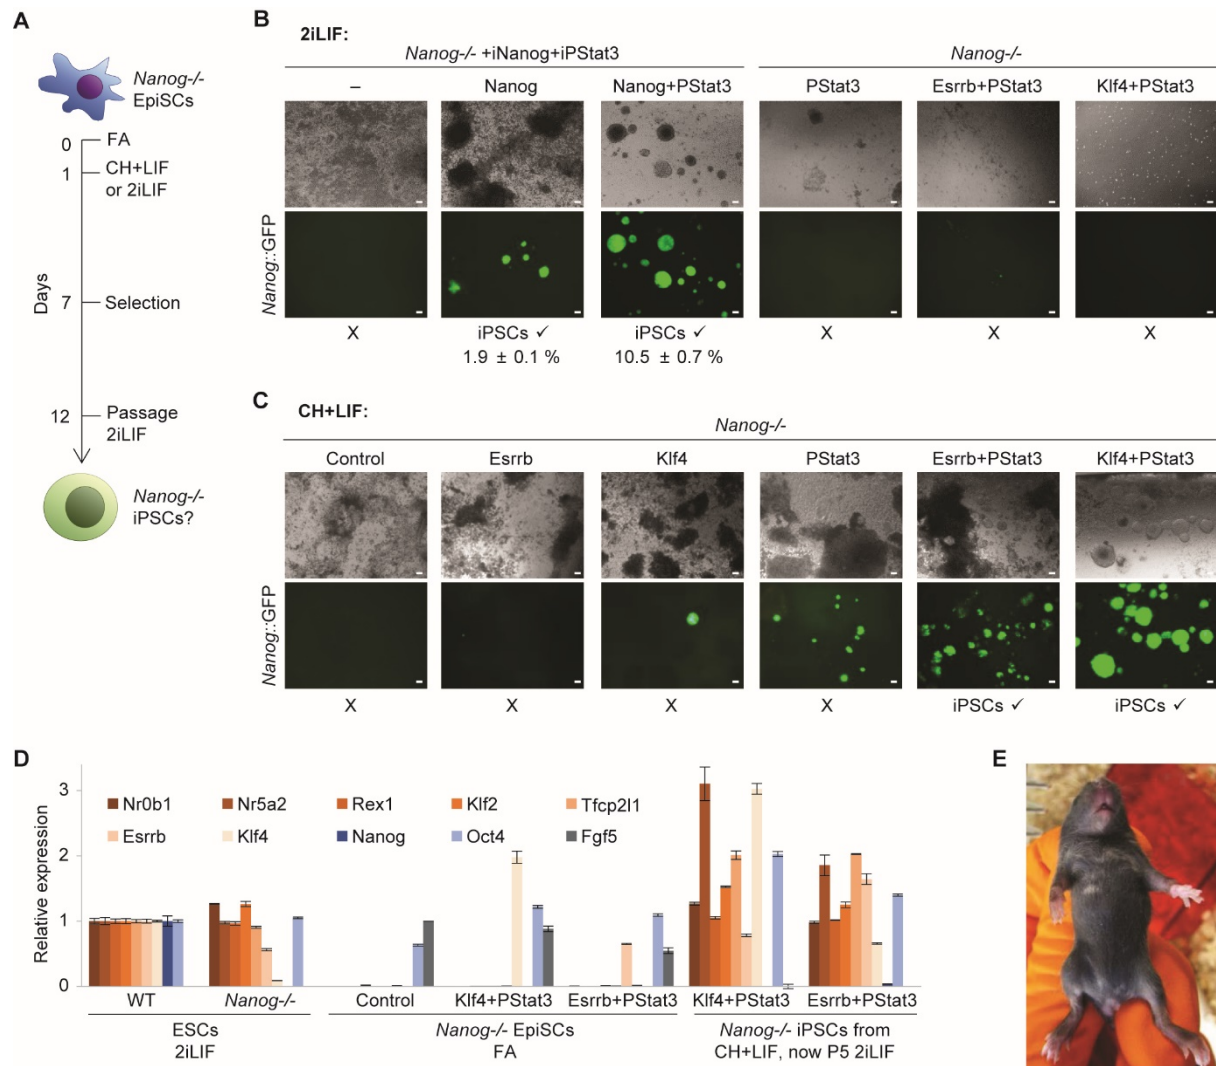 A
Nanog-/-
EpiSCs
0
FA
1
CH+LIF
or 2iLIF
Days
7
Selection
12
Passage
2iLIF
Nanog-/-
iPSCs?
B
2iLIF:
Nanog-/- +iNanog+iPStat3
Nanog-/-
–
Nanog
Nanog+PStat3
PStat3
Esrrb+PStat3
Klf4+PStat3
Nanog::GFP
X
iPSCs ✓
iPSCs ✓
X
X
X
1.9 ± 0.1 %
10.5 ± 0.7 %
C
CH+LIF:
Nanog-/-
Control
Esrrb
Klf4
PStat3
Esrrb+PStat3
Klf4+PStat3
Nanog::GFP
X
X
X
X
iPSCs ✓
iPSCs ✓
D
Relative expression
3
2
1
0
Nr0b1
Nr5a2
Rex1
Klf2
Tfcp2l1
Esrrb
Klf4
Nanog
Oct4
Fgf5
WT
Nanog-/-
Control
Klf4+PStat3
Esrrb+PStat3
Klf4+PStat3
Esrrb+PStat3
ESCs
2iLIF
Nanog-/- EpiSCs
FA
Nanog-/- iPSCs from
CH+LIF, now P5 2iLIF
E